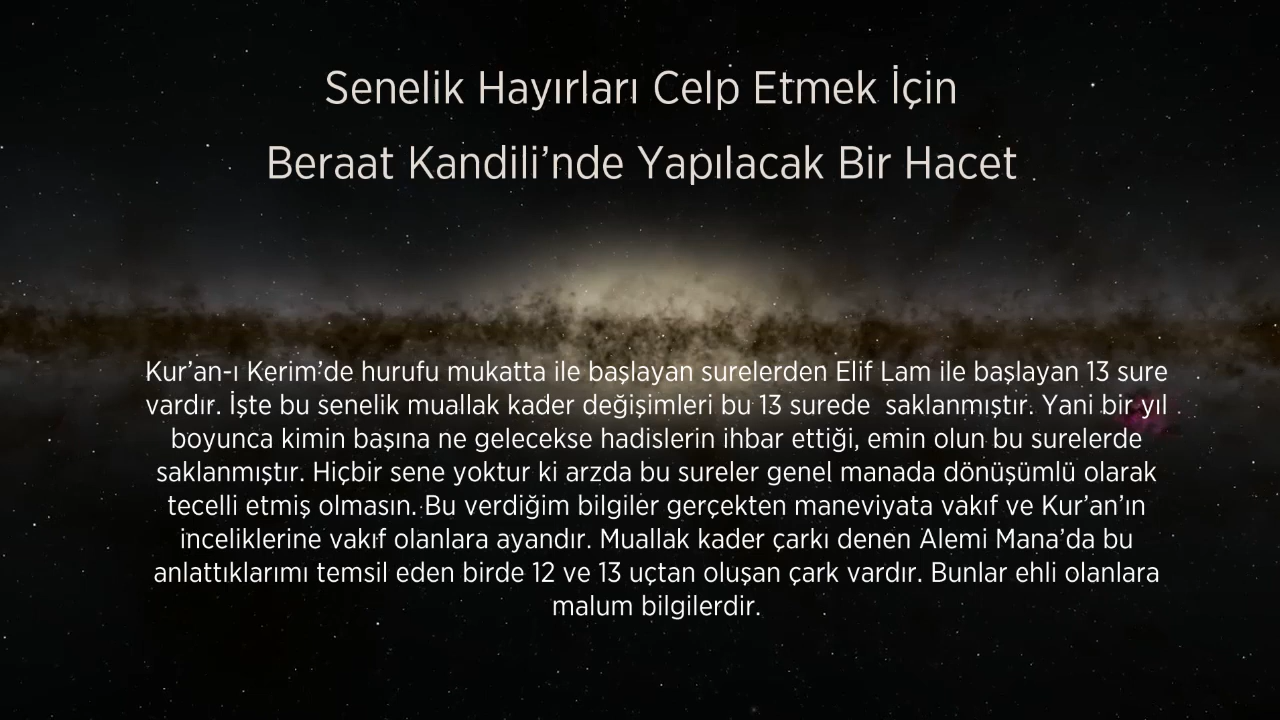 Senelik Hayırları Celp Etmek İçin
Beraat Kandili’nde Yapılacak Bir Hacet
Kur’an-ı Kerim’de hurufu mukatta ile başlayan surelerden Elif Lam ile başlayan 13 sure
vardır. İşte bu senelik muallak kader değişimleri bu 13 surede  saklanmıştır. Yani bir yıl
boyunca kimin başına ne gelecekse hadislerin ihbar ettiği, emin olun bu surelerde
saklanmıştır. Hiçbir sene yoktur ki arzda bu sureler genel manada dönüşümlü olarak
tecelli etmiş olmasın. Bu verdiğim bilgiler gerçekten maneviyata vakıf ve Kur’an’ın
inceliklerine vakıf olanlara ayandır. Muallak kader çarkı denen Alemi Mana’da bu
anlattıklarımı temsil eden birde 12 ve 13 uçtan oluşan çark vardır. Bunlar ehli olanlara
malum bilgilerdir.